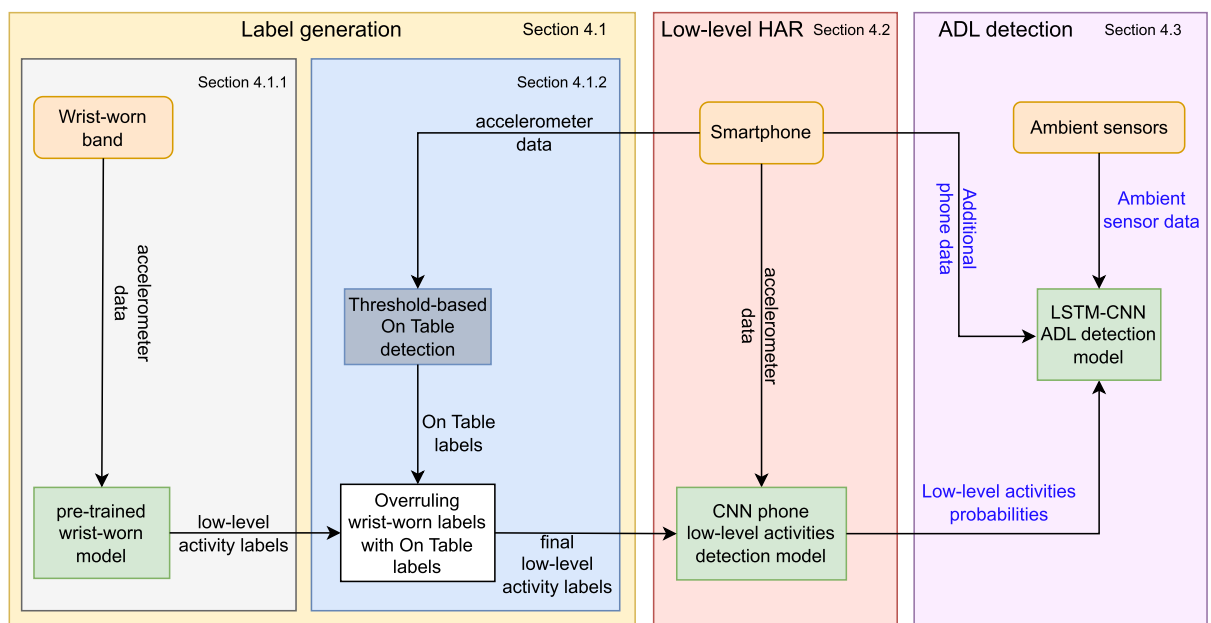 Label generation
Section 4.1
Low-level HAR
Section 4.2
ADL detection
Section 4.3
Section 4.1.1
Section 4.1.2
Wrist-worn
band
accelerometer
data
Smartphone
Ambient sensors
accelerometer
data
Additional
phone data
Ambient
sensor data
Threshold-based
On Table
detection
accelerometer
data
LSTM-CNN
ADL detection
model
On Table
labels
pre-trained
wrist-worn
model
low-level
activity labels
Overruling
wrist-worn labels
with On Table
labels
final
low-level
activity labels
CNN phone
low-level activities
detection model
Low-level activities
probabilities